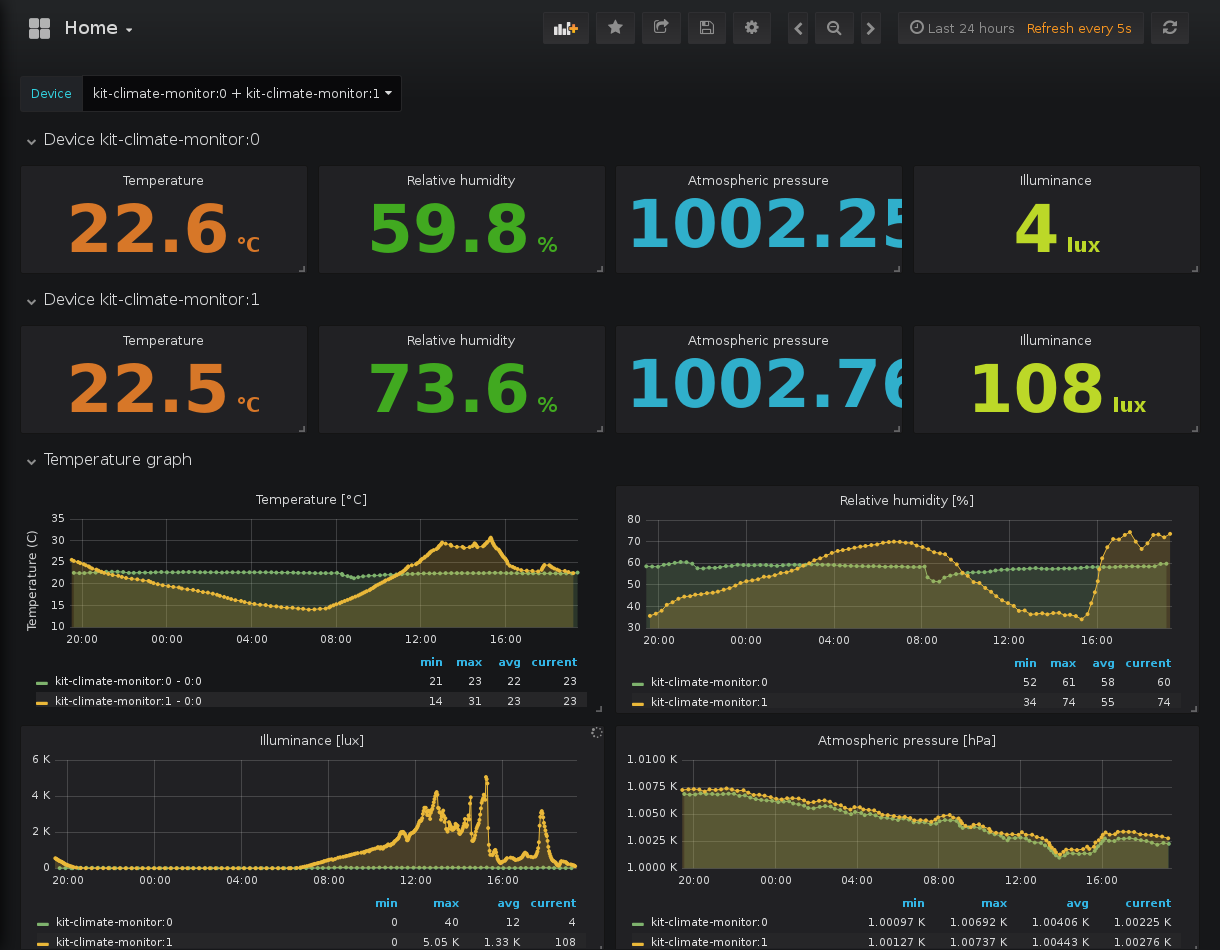 Home
Last 24 hours Refresh every 5s
Device kit-climate-monitor:0 + kit-climate-monitor:1
Device kit-climate-monitor:0
Temperature Relative humidity Atmospheric pressure Illuminance
22.6 °C 59.8 % 1002.25 4 lux
Device kit-climate-monitor:1
Temperature Relative humidity Atmospheric pressure Illuminance
22.5 °C 73.6 % 1002.76 108 lux
Temperature graph
Temperature [°C]
Temperature (C)
35
30
25
20
15
10
20:00 00:00 04:00 08:00 12:00 16:00
min max avg current
kit-climate-monitor:0 - 0:0 21 23 22 23
kit-climate-monitor:1 - 0:0 14 31 23 23
Relative humidity [%]
80
70
60
50
40
30
20:00 00:00 04:00 08:00 12:00 16:00
min max avg current
kit-climate-monitor:0 52 61 58 60
kit-climate-monitor:1 34 74 55 74
Illuminance [lux]
6 K
4 K
2 K
0
20:00 00:00 04:00 08:00 12:00 16:00
min max avg current
kit-climate-monitor:0 0 40 12 4
kit-climate-monitor:1 0 5.05 K 1.33 K 108
Atmospheric pressure [hPa]
1.0100 K
1.0075 K
1.0050 K
1.0025 K
1.0000 K
20:00 00:00 04:00 08:00 12:00 16:00
min max avg current
kit-climate-monitor:0 1.00097 K 1.00692 K 1.00406 K 1.00225 K
kit-climate-monitor:1 1.00127 K 1.00737 K 1.00443 K 1.00276 K